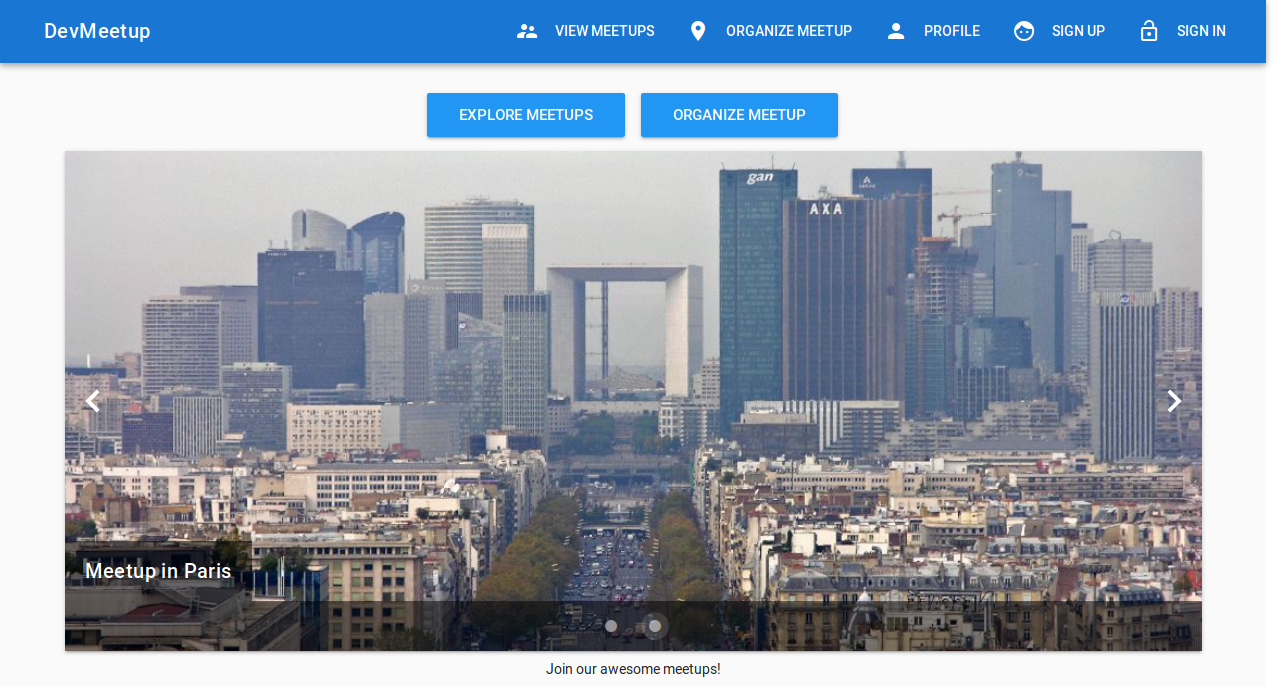 DevMeetup
VIEW MEETUPS
ORGANIZE MEETUP
PROFILE
SIGN UP
SIGN IN
EXPLORE MEETUPS
ORGANIZE MEETUP
gan
AXA
Meetup in Paris
Join our awesome meetups!